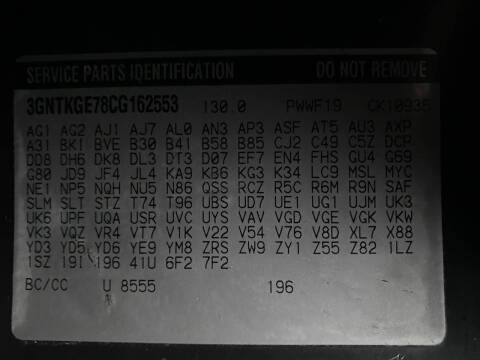 SERVICE PARTS IDENTIFICATION DO NOT REMOVE
3GNTKGE78CG162553 130.0 PWWF19 CK10936
AG1 AG2 AJ1 AJ7 AL0 AN3 AP3 ASF AT5 AU3 AXP
A31 BKI BVE B30 B41 B58 B85 CJ2 C49 C5Z DCP
DD8 DH6 DK8 DL3 DT3 D07 EF7 EN4 FHS GU4 G69
G80 JD9 JF4 JL4 KA9 KB6 KG3 K34 LC9 MSL MYC
NE1 NP5 NQH NU5 N86 QSS RCZ R5C R6M R9N SAF
SLM SLT STZ T74 T96 UBS UD7 UE1 UG1 UJM UK3
UK6 UPF UQA USR UVC UYS VAV VGD VGE VGK VKW
VK3 VQZ VR4 VT7 V1K V22 V54 V76 V8D XL7 X88
YD3 YD5 YD6 YE9 YM8 ZRS ZW9 ZY1 Z55 Z82 1LZ
1SZ 19I 196 41U 6F2 7F2
BC/CC U 8555 196